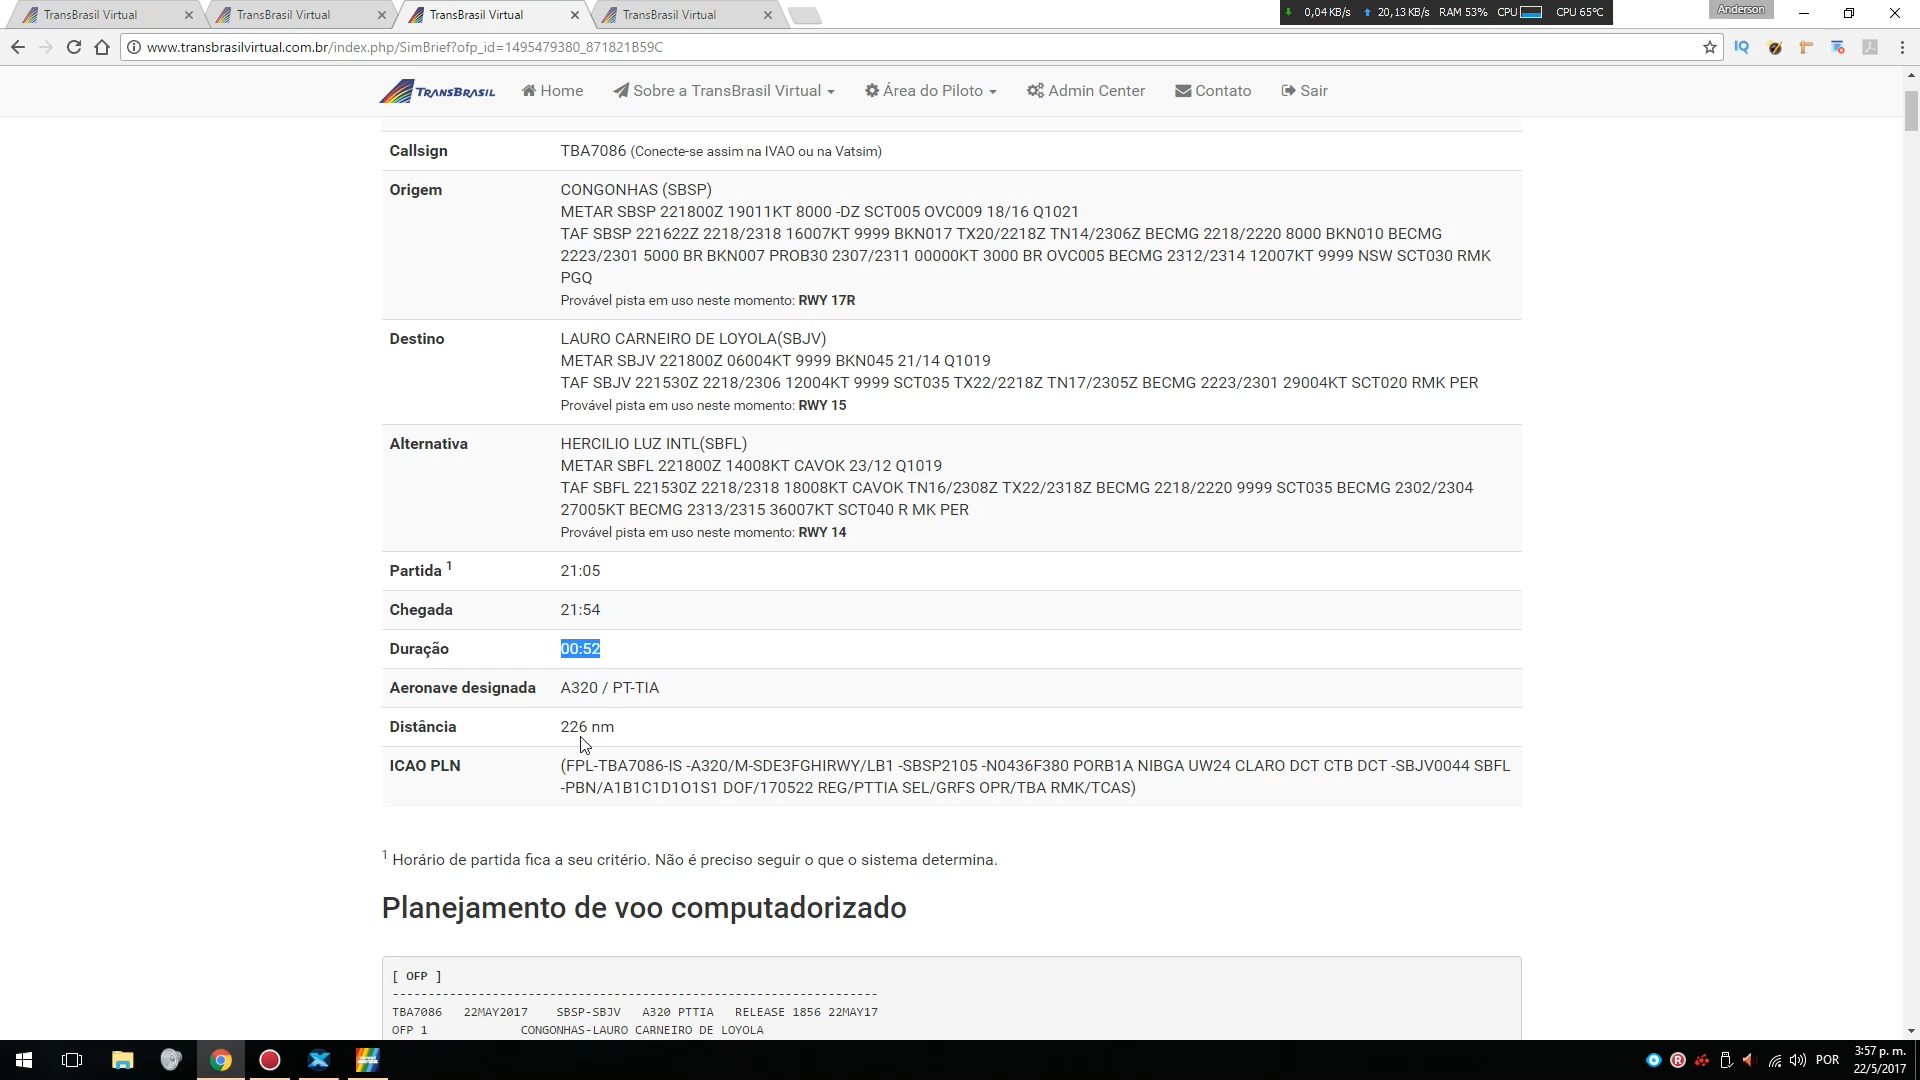 TransBrasil Virtual
TransBrasil Virtual
TransBrasil Virtual
TransBrasil Virtual
0,04 KB/s 20,13 KB/s RAM 53% CPU CPU 65°C
Anderson
www.transbrasilvirtual.com.br/index.php/SimBrief?ofp_id=1495479380_871821B59C
IQ
TRANSBRASIL Home Sobre a TransBrasil Virtual Área do Piloto Admin Center Contato Sair
Callsign TBA7086 (Conecte-se assim na IVAO ou na Vatsim)
Origem CONGONHAS (SBSP)
METAR SBSP 221800Z 19011KT 8000 -DZ SCT005 OVC009 18/16 Q1021
TAF SBSP 221622Z 2218/2318 16007KT 9999 BKN017 TX20/2218Z TN14/2306Z BECMG 2218/2220 8000 BKN010 BECMG
2223/2301 5000 BR BKN007 PROB30 2307/2311 00000KT 3000 BR OVC005 BECMG 2312/2314 12007KT 9999 NSW SCT030 RMK
PGQ
Provável pista em uso neste momento: RWY 17R
Destino LAURO CARNEIRO DE LOYOLA(SBJV)
METAR SBJV 221800Z 06004KT 9999 BKN045 21/14 Q1019
TAF SBJV 221530Z 2218/2306 12004KT 9999 SCT035 TX22/2218Z TN17/2305Z BECMG 2223/2301 29004KT SCT020 RMK PER
Provável pista em uso neste momento: RWY 15
Alternativa HERCILIO LUZ INTL(SBFL)
METAR SBFL 221800Z 14008KT CAVOK 23/12 Q1019
TAF SBFL 221530Z 2218/2318 18008KT CAVOK TN16/2308Z TX22/2318Z BECMG 2218/2220 9999 SCT035 BECMG 2302/2304
27005KT BECMG 2313/2315 36007KT SCT040 R MK PER
Provável pista em uso neste momento: RWY 14
Partida 1 21:05
Chegada 21:54
Duração 00:52
Aeronave designada A320 / PT-TIA
Distância 226 nm
ICAO PLN (FPL-TBA7086-IS -A320/M-SDE3FGHIRWY/LB1 -SBSP2105 -N0436F380 PORB1A NIBGA UW24 CLARO DCT CTB DCT -SBJV0044 SBFL
-PBN/A1B1C1D1O1S1 DOF/170522 REG/PTTIA SEL/GRFS OPR/TBA RMK/TCAS)
1 Horário de partida fica a seu critério. Não é preciso seguir o que o sistema determina.
Planejamento de voo computadorizado
[ OFP ]
--------------------------------------------------------------------
TBA7086 22MAY2017 SBSP-SBJV A320 PTTIA RELEASE 1856 22MAY17
OFP 1 CONGONHAS-LAURO CARNEIRO DE LOYOLA
POR
3:57 p. m.
22/5/2017